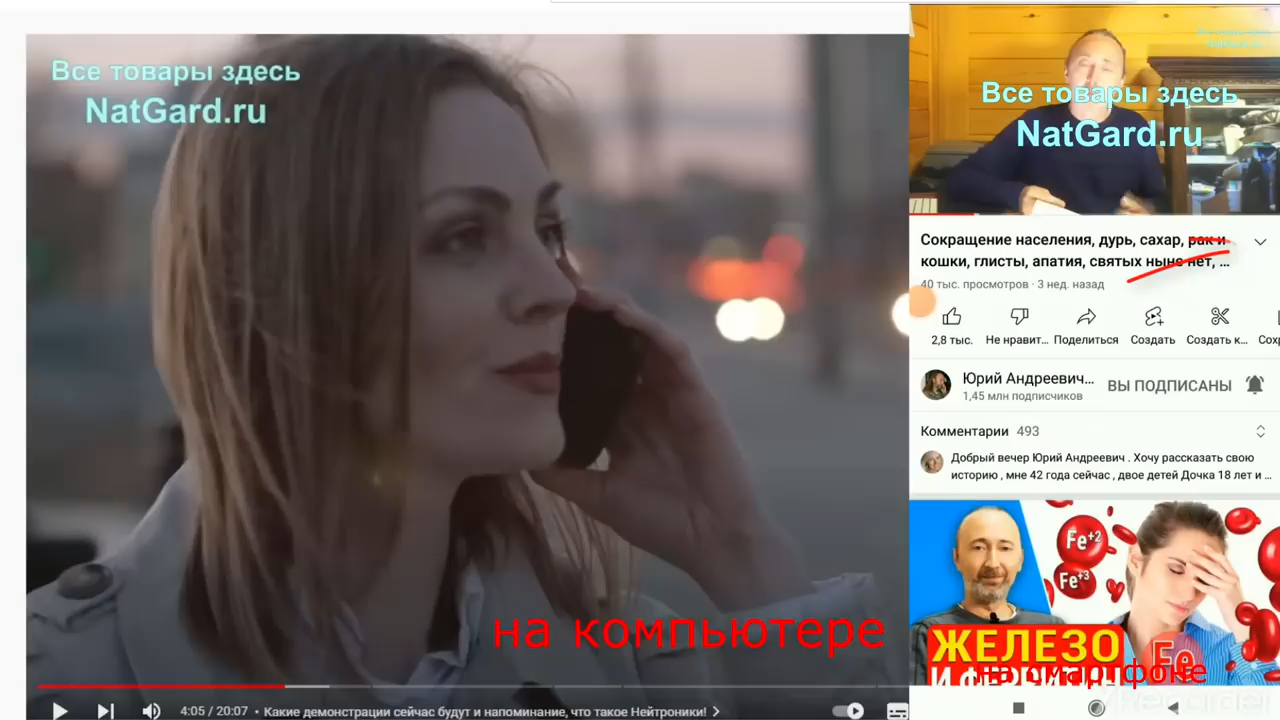 Все товары здесь
NatGard.ru
на компьютере
4:05 / 20:07 • Какие демонстрации сейчас будут и напоминание, что такое Нейтроники!
Все товары здесь
NatGard.ru
Сокращение населения, дурь, сахар, рак и
кошки, глисты, апатия, святых ныне нет, ...
40 тыс. просмотров · 3 нед. назад
2,8 тыс. Не нравит... Поделиться Создать Создать к... Сохр
Юрий Андреевич... ВЫ ПОДПИСАНЫ
1,45 млн подписчиков
Комментарии 493
Добрый вечер Юрий Андреевич . Хочу рассказать свою
историю , мне 42 года сейчас , двое детей Дочка 18 лет и ...
Fe+2
Fe+3
ЖЕЛЕЗО
Fe
на смартфоне